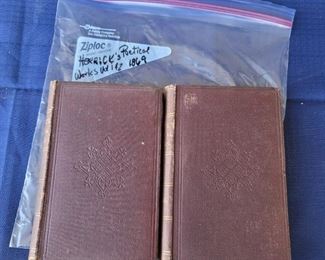 Ziploc
HERRICK's Poetical
Works Vol 1 & 2 1869